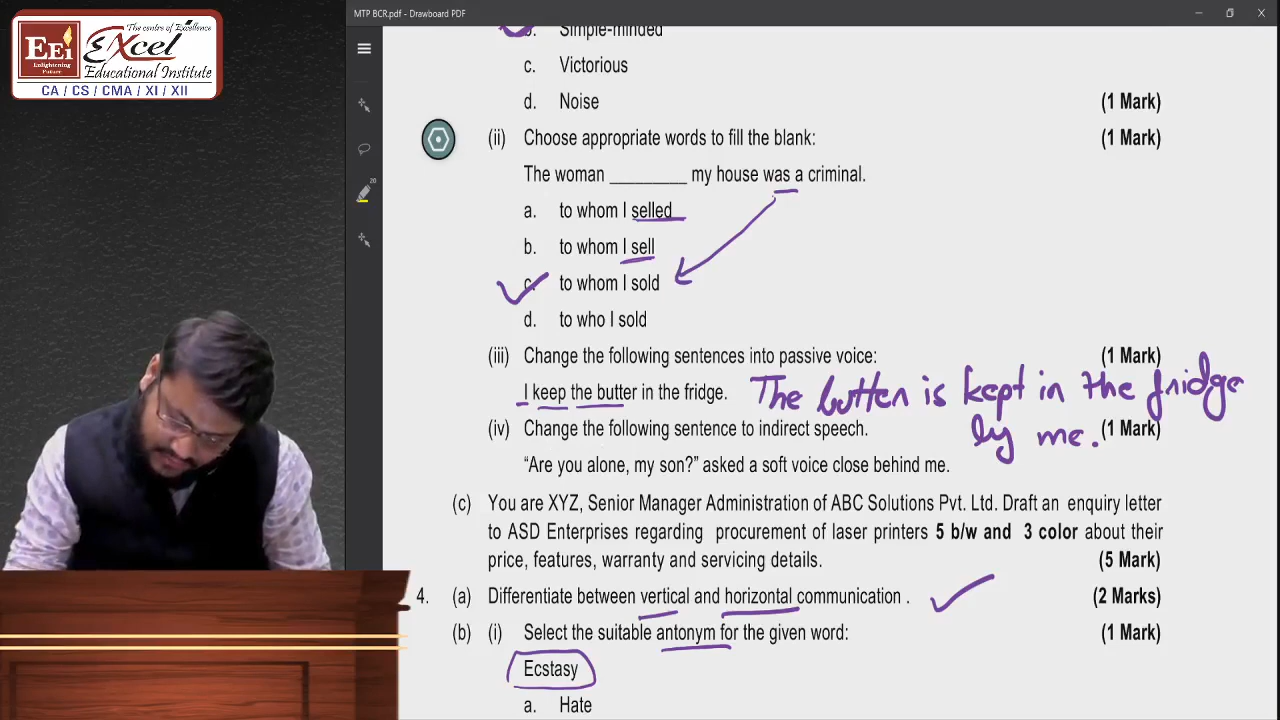 The centre of Excellence
EEi
Enlightening
Future
EXcel
Educational Institute
CA / CS / CMA / XI / XII
MTP BCR.pdf - Drawboard PDF
20
b. Simple-minded
c. Victorious
d. Noise (1 Mark)
(ii) Choose appropriate words to fill the blank: (1 Mark)
The woman _________ my house was a criminal.
a. to whom I selled
b. to whom I sell
c. to whom I sold
d. to who I sold
(iii) Change the following sentences into passive voice: (1 Mark)
I keep the butter in the fridge. The butter is kept in the fridge
by me.
(iv) Change the following sentence to indirect speech. (1 Mark)
“Are you alone, my son?” asked a soft voice close behind me.
(c) You are XYZ, Senior Manager Administration of ABC Solutions Pvt. Ltd. Draft an enquiry letter
to ASD Enterprises regarding procurement of laser printers 5 b/w and 3 color about their
price, features, warranty and servicing details. (5 Mark)
4. (a) Differentiate between vertical and horizontal communication . (2 Marks)
(b) (i) Select the suitable antonym for the given word: (1 Mark)
Ecstasy
a. Hate